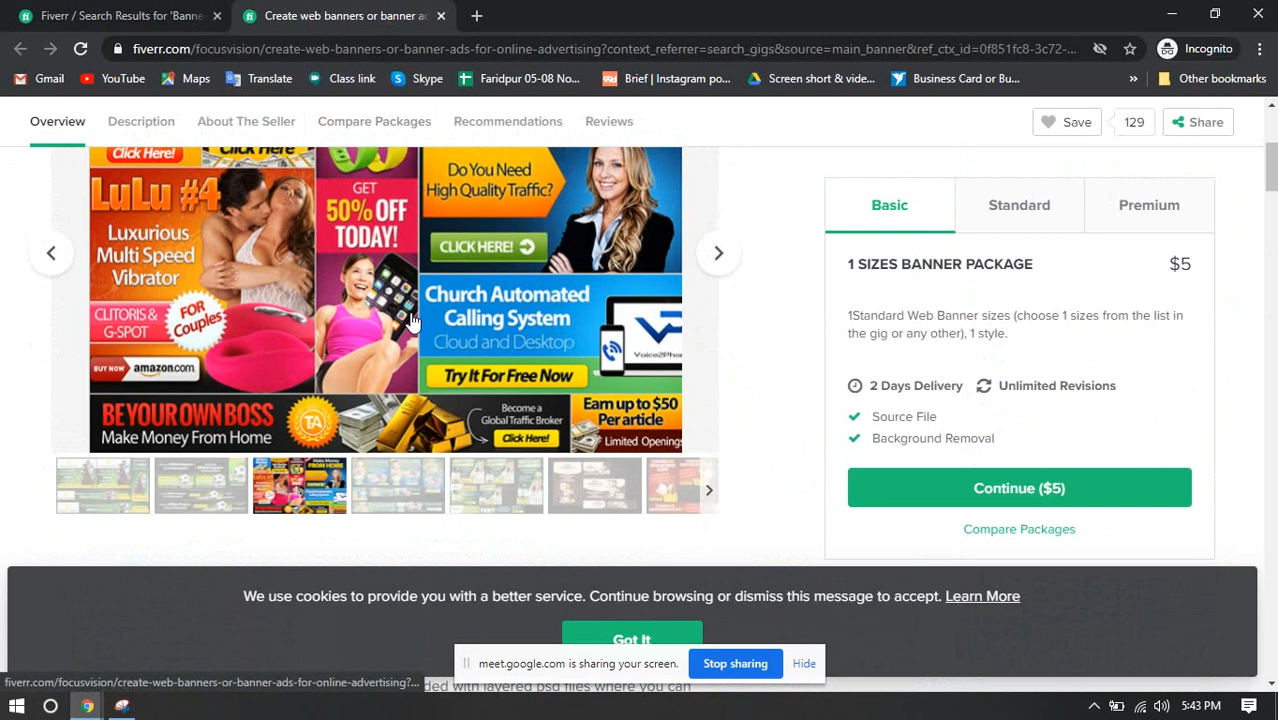 Fiverr / Search Results for 'Banne
Create web banners or banner a
fiverr.com/focusvision/create-web-banners-or-banner-ads-for-online-advertising?context_referrer=search_gigs&source=main_banner&ref_ctx_id=0f851fc8-3c72-...
Incognito
Gmail
YouTube
Maps
Translate
Class link
Skype
Faridpur 05-08 No...
Brief | Instagram po...
Screen short & vide...
Business Card or Bu...
Other bookmarks
Overview
Description
About The Seller
Compare Packages
Recommendations
Reviews
Save
129
Share
Click Here!
Click Here!
LuLu #4
Luxurious
Multi Speed
Vibrator
CLITORIS &
G-SPOT
FOR
Couples
BUY NOW
amazon.com
GET
50% OFF
TODAY!
Do You Need
High Quality Traffic?
CLICK HERE!
Church Automated
Calling System
Cloud and Desktop
Try It For Free Now
Voice2Phon
BE YOUR OWN BOSS
Make Money From Home
TA
Become a
Global Traffic Broker
Click Here!
Earn up to $50
Per article
Limited Openings
Basic
Standard
Premium
1 SIZES BANNER PACKAGE
$5
1Standard Web Banner sizes (choose 1 sizes from the list in
the gig or any other), 1 style.
2 Days Delivery
Unlimited Revisions
Source File
Background Removal
Continue ($5)
Compare Packages
We use cookies to provide you with a better service. Continue browsing or dismiss this message to accept. Learn More
Got It
meet.google.com is sharing your screen.
Stop sharing
Hide
fiverr.com/focusvision/create-web-banners-or-banner-ads-for-online-advertising?...
ded with layered psd files where you can
5:43 PM